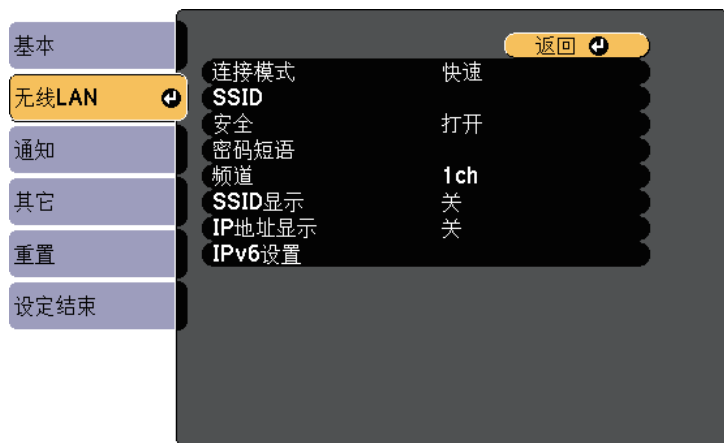 基本
无线LAN
通知
其它
重置
设定结束
返回
连接模式 快速
SSID
安全 打开
密码短语
频道 1ch
SSID显示 关
IP地址显示 关
IPv6设置